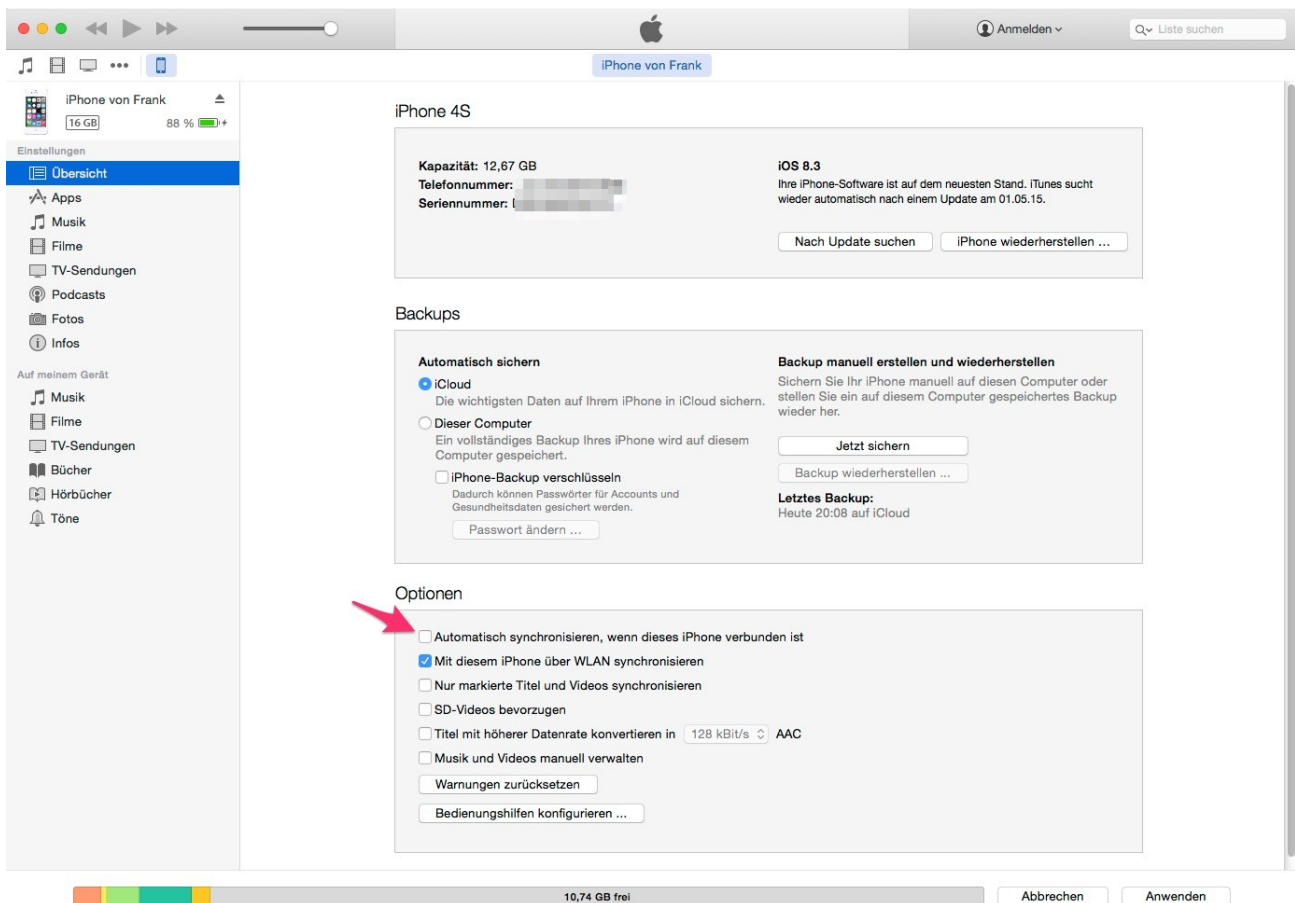 Anmelden
Liste suchen
iPhone von Frank
iPhone von Frank
16 GB
88 %
Einstellungen
Übersicht
Apps
Musik
Filme
TV-Sendungen
Podcasts
Fotos
Infos
Auf meinem Gerät
Musik
Filme
TV-Sendungen
Bücher
Hörbücher
Töne
iPhone 4S
Kapazität: 12,67 GB
Telefonnummer:
Seriennummer:
iOS 8.3
Ihre iPhone-Software ist auf dem neuesten Stand. iTunes sucht
wieder automatisch nach einem Update am 01.05.15.
Nach Update suchen
iPhone wiederherstellen ...
Backups
Automatisch sichern
iCloud
Die wichtigsten Daten auf Ihrem iPhone in iCloud sichern.
Dieser Computer
Ein vollständiges Backup Ihres iPhone wird auf diesem
Computer gespeichert.
iPhone-Backup verschlüsseln
Dadurch können Passwörter für Accounts und
Gesundheitsdaten gesichert werden.
Passwort ändern ...
Backup manuell erstellen und wiederherstellen
Sichern Sie Ihr iPhone manuell auf diesen Computer oder
stellen Sie ein auf diesem Computer gespeichertes Backup
wieder her.
Jetzt sichern
Backup wiederherstellen ...
Letztes Backup:
Heute 20:08 auf iCloud
Optionen
Automatisch synchronisieren, wenn dieses iPhone verbunden ist
Mit diesem iPhone über WLAN synchronisieren
Nur markierte Titel und Videos synchronisieren
SD-Videos bevorzugen
Titel mit höherer Datenrate konvertieren in 128 kBit/s AAC
Musik und Videos manuell verwalten
Warnungen zurücksetzen
Bedienungshilfen konfigurieren ...
10,74 GB frei
Abbrechen
Anwenden